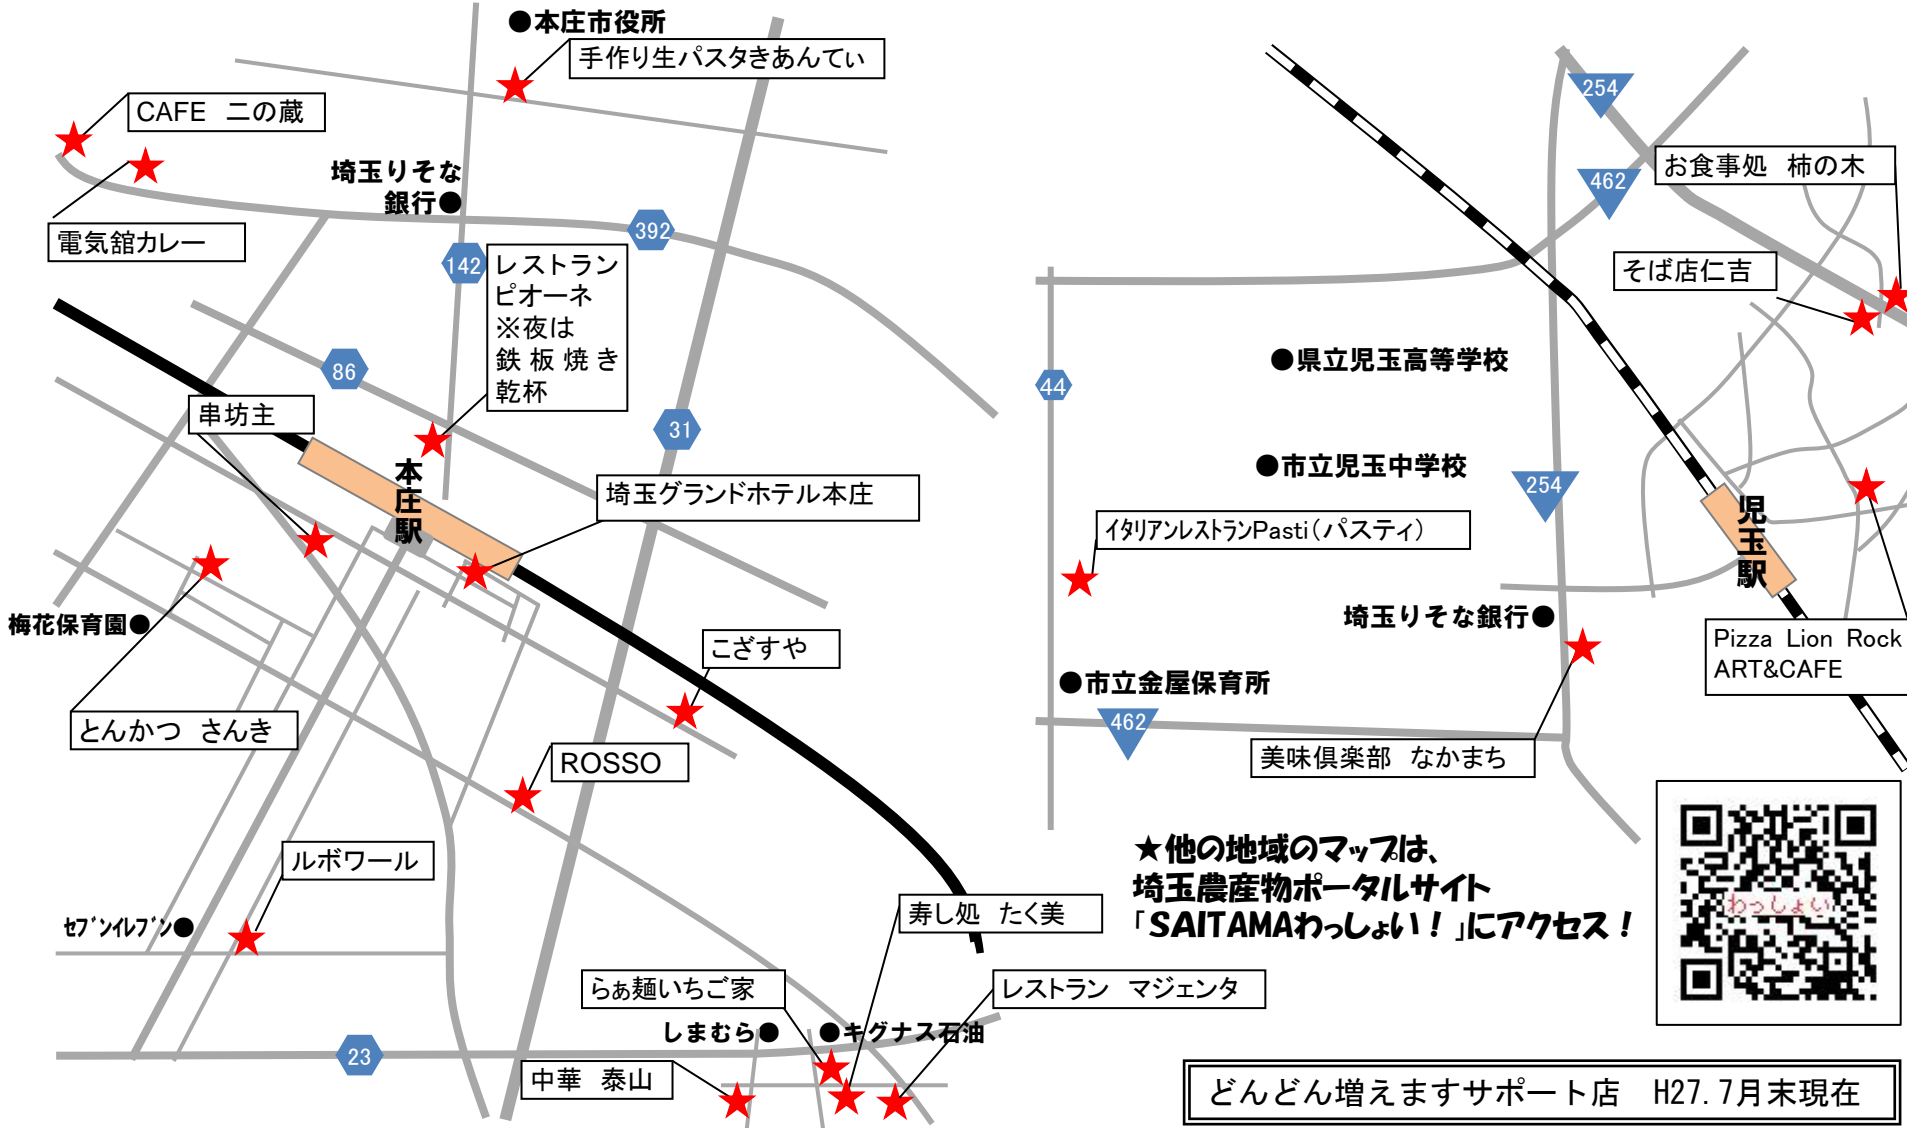 ●本庄市役所
手作り生パスタきあんてぃ
CAFE 二の蔵
埼玉りそな
銀行●
電気舘カレー
392
142
レストラン
ピオーネ
※夜は
鉄板焼き
乾杯
86
串坊主
31
本庄駅
埼玉グランドホテル本庄
梅花保育園●
こざすや
とんかつ さんき
ROSSO
ルボワール
セブンイレブン●
寿し処 たく美
らぁ麺いちご家
レストラン マジェンタ
しまむら●
●キグナス石油
23
中華 泰山
254
462
お食事処 柿の木
そば店仁吉
●県立児玉高等学校
44
●市立児玉中学校
254
イタリアンレストランPasti(パスティ)
児玉駅
埼玉りそな銀行●
Pizza Lion Rock
ART&CAFE
●市立金屋保育所
462
美味倶楽部 なかまち
★他の地域のマップは、
埼玉農産物ポータルサイト
「SAITAMAわっしょい！」にアクセス！
わっしょい
どんどん増えますサポート店 H27.7月末現在